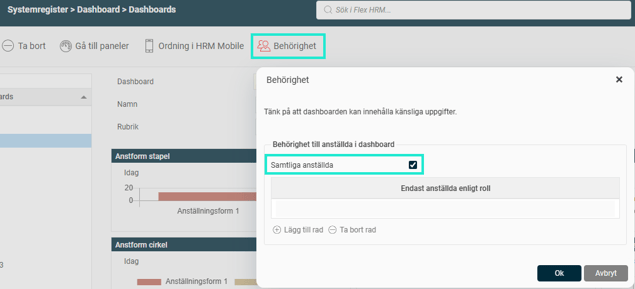 Systemregister > Dashboard > Dashboards
Sök i Flex HRM...
Ta bort
Gå till paneler
Ordning i HRM Mobile
Behörighet
ards
Dashboard
Namn
Rubrik
Anstform stapel
Idag
20
0
Anställningsform 1
Anstform cirkel
Idag
3
Anställningsform 1
Behörighet
Tänk på att dashboarden kan innehålla känsliga uppgifter.
Behörighet till anställda i dashboard
Samtliga anställda
Endast anställda enligt roll
Lägg till rad
Ta bort rad
Ok
Avbryt